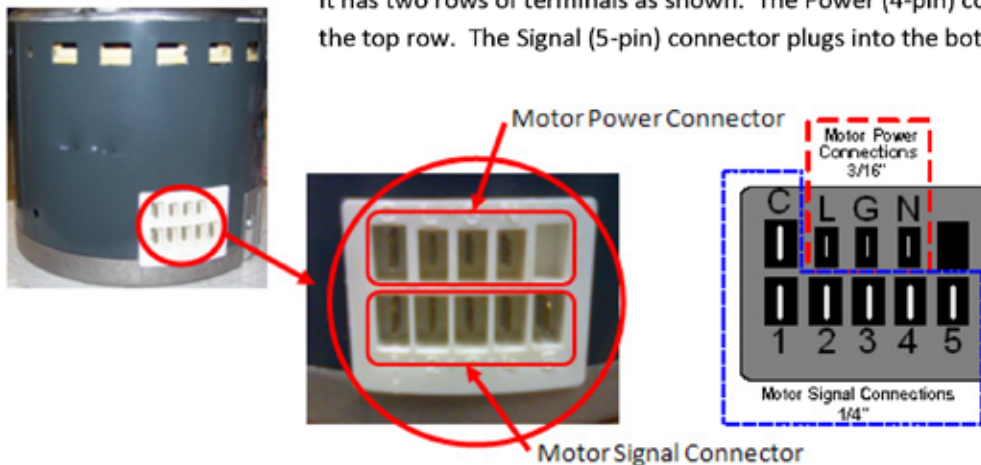 It has two rows of terminals as shown. The Power (4-pin) co
the top row. The Signal (5-pin) connector plugs into the bot
Motor Power Connector
Motor Power
Connections
3/16"
C L G N
1 2 3 4 5
Motor Signal Connections
1/4"
Motor Signal Connector